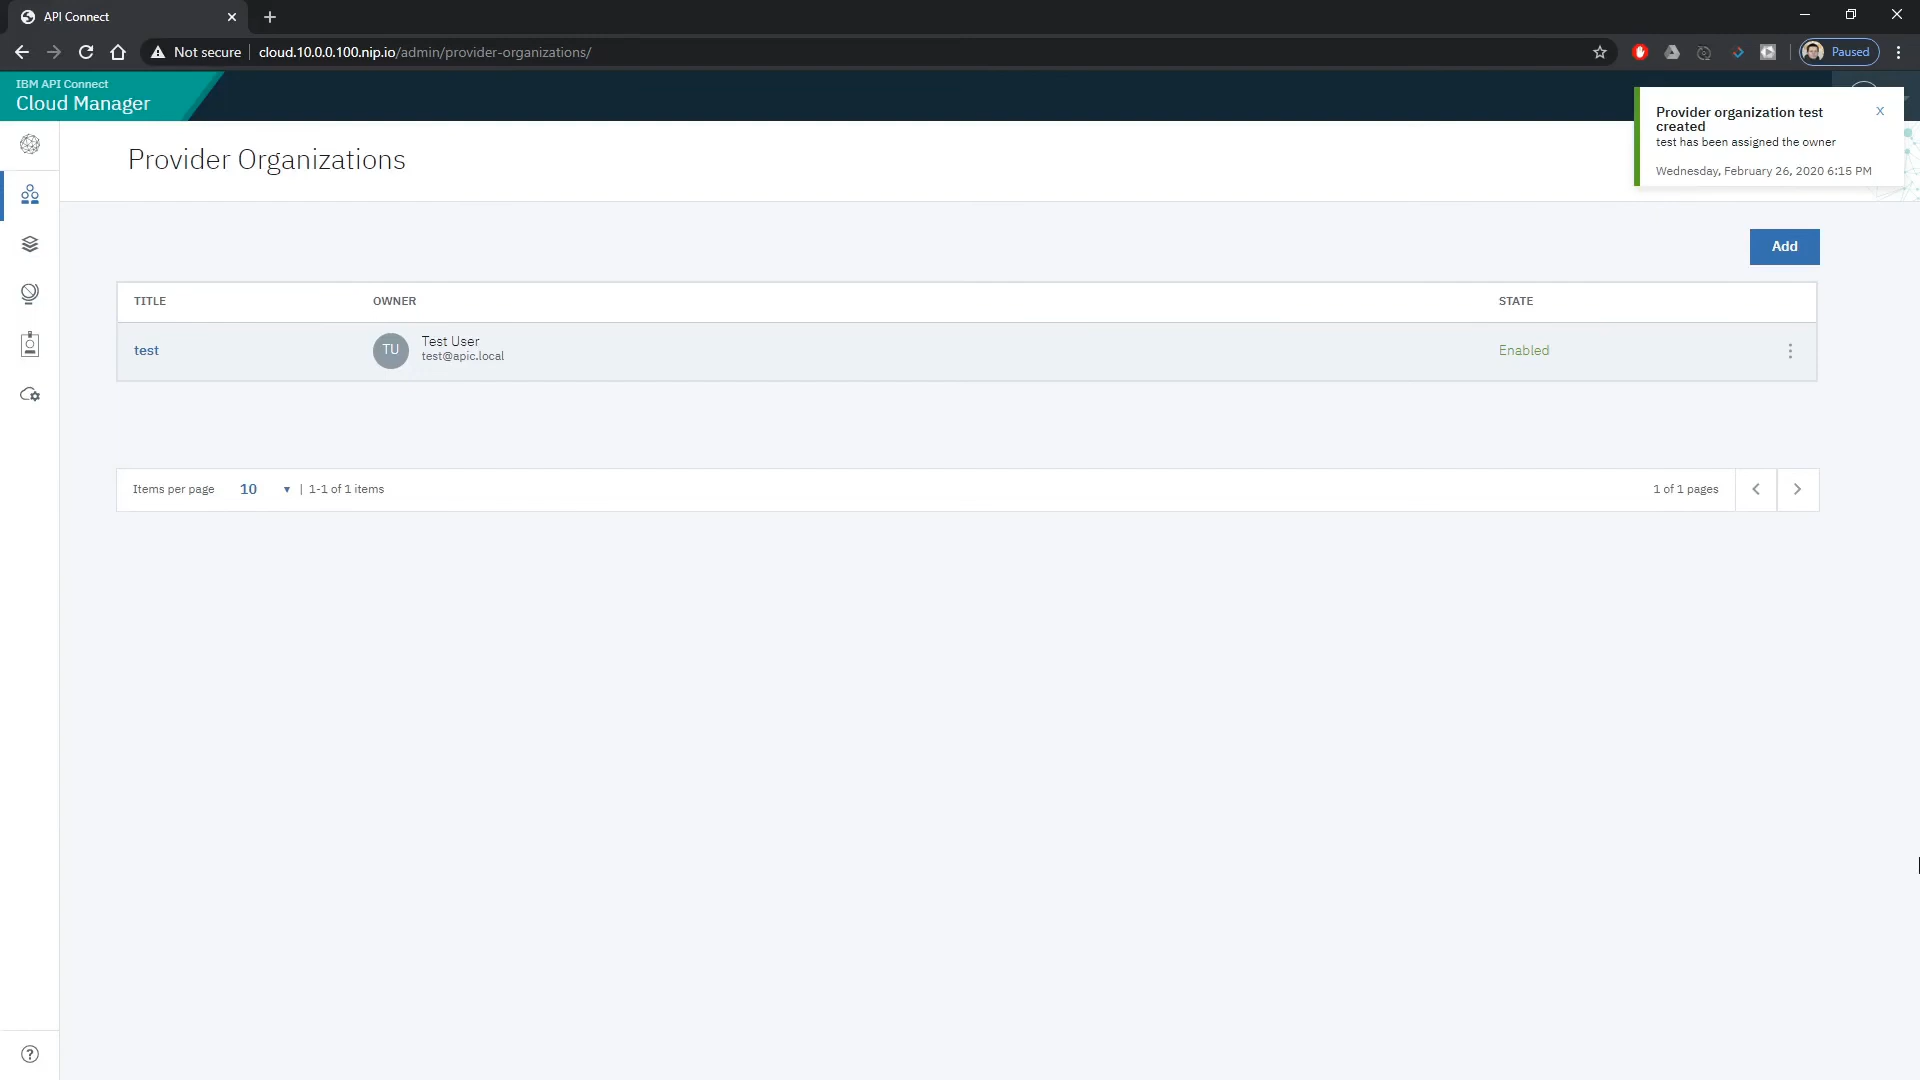 API Connect
Not secure
cloud.10.0.0.100.nip.io/admin/provider-organizations/
Paused
IBM API Connect
Cloud Manager
Provider organization test created
X
test has been assigned the owner
Wednesday, February 26, 2020 6:15 PM
Provider Organizations
Add
TITLE
OWNER
STATE
test
TU
Test User
test@apic.local
Enabled
Items per page
10
| 1-1 of 1 items
1 of 1 pages
?